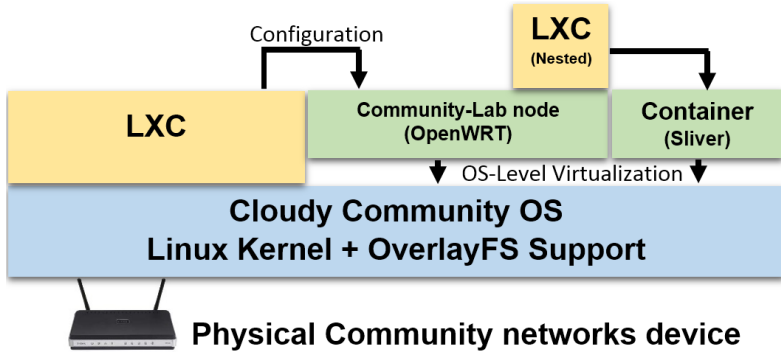 Configuration
LXC
(Nested)
LXC
Community-Lab node
(OpenWRT)
Container
(Sliver)
OS-Level Virtualization
Cloudy Community OS
Linux Kernel + OverlayFS Support
Physical Community networks device